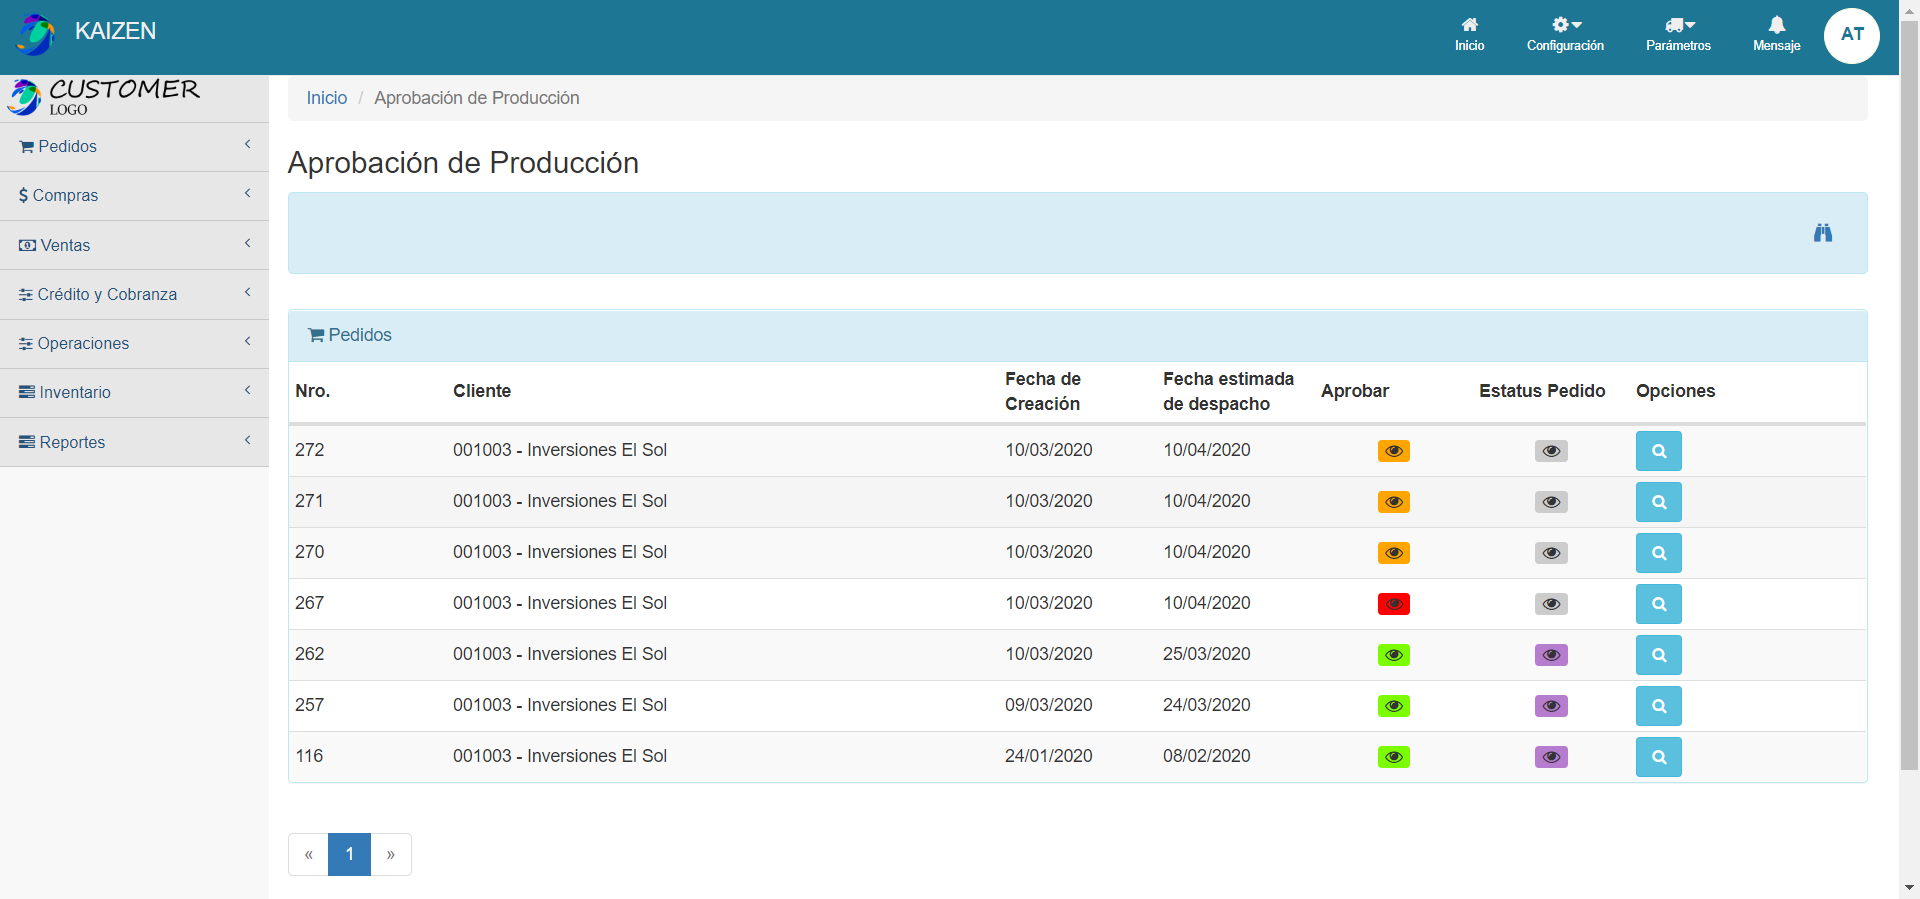 KAIZEN
Inicio
Configuración
Parámetros
Mensaje
AT
CUSTOMER
LOGO
Pedidos
$ Compras
Ventas
Crédito y Cobranza
Operaciones
Inventario
Reportes
Inicio / Aprobación de Producción
Aprobación de Producción
Pedidos
Nro. Cliente Fecha de Creación Fecha estimada de despacho Aprobar Estatus Pedido Opciones
272 001003 - Inversiones El Sol 10/03/2020 10/04/2020
271 001003 - Inversiones El Sol 10/03/2020 10/04/2020
270 001003 - Inversiones El Sol 10/03/2020 10/04/2020
267 001003 - Inversiones El Sol 10/03/2020 10/04/2020
262 001003 - Inversiones El Sol 10/03/2020 25/03/2020
257 001003 - Inversiones El Sol 09/03/2020 24/03/2020
116 001003 - Inversiones El Sol 24/01/2020 08/02/2020
« 1 »